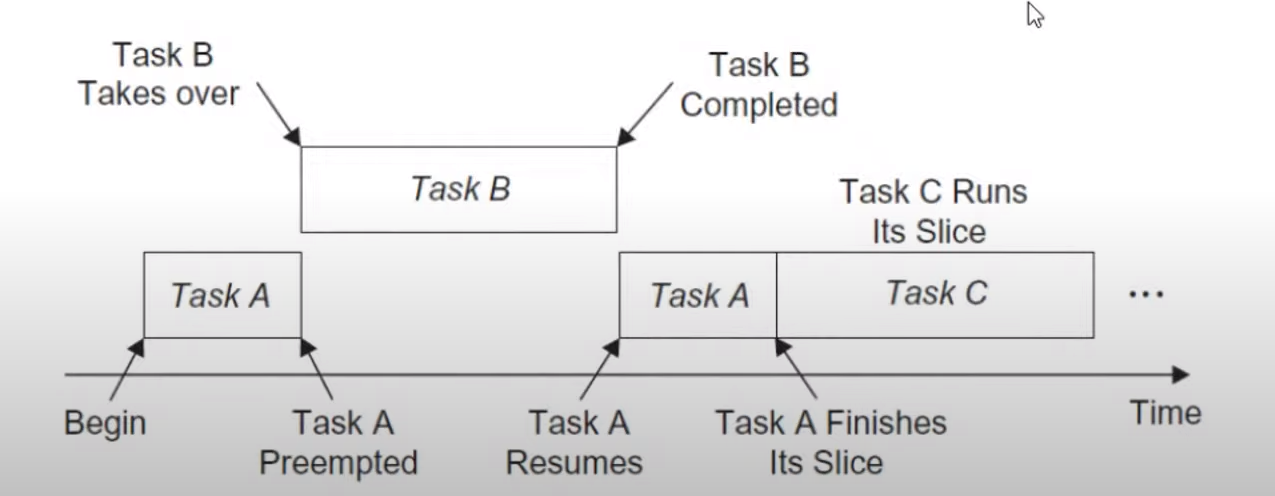 Task B
Takes over
Task B
Completed
Task B
Task C Runs
Its Slice
Task A
Task A
Task C
...
Begin
Task A
Preempted
Task A
Resumes
Task A Finishes
Its Slice
Time